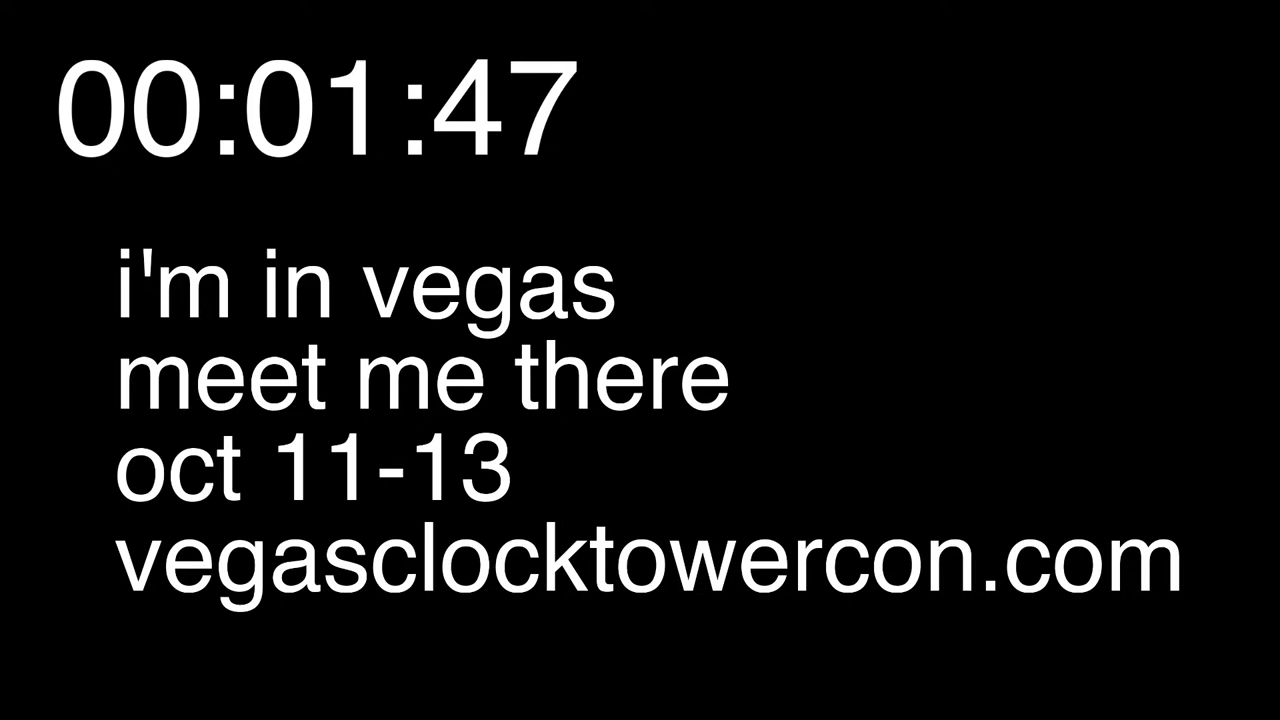 00:01:47
i'm in vegas
meet me there
oct 11-13
vegasclocktowercon.com